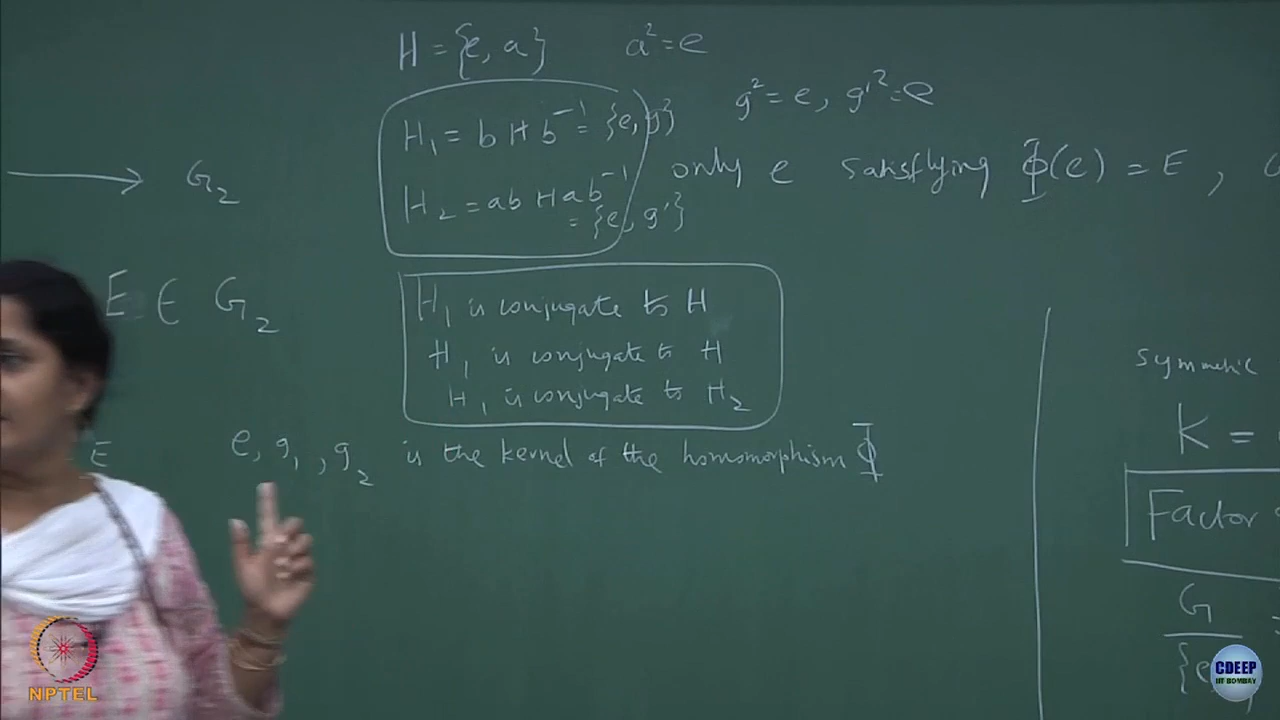 H = {e, a} a² = e
g² = e, g'² = e
H₁ = b H b⁻¹ = {e, g}
only e satisfying Φ(e) = E ,
→ G₂
H₂ = ab H ab⁻¹
= {e, g'}
E ∈ G₂
H₁ is conjugate to H
H₁ is conjugate to H
H₁ is conjugate to H₂
symmetric
K =
E e, g₁, g₂ is the kernel of the homomorphism Φ
Factor
G
{e
NPTEL
CDEEP
IIT BOMBAY